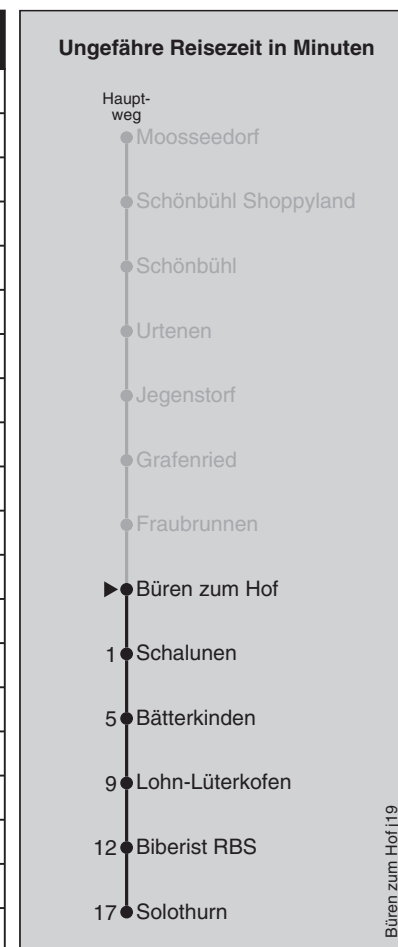 Ungefähre Reisezeit in Minuten
Haupt-
weg
Moosseedorf
Schönbühl Shoppyland
Schönbühl
Urtenen
Jegenstorf
Grafenried
Fraubrunnen
Büren zum Hof
1 Schalunen
5 Bätterkinden
9 Lohn-Lüterkofen
12 Biberist RBS
17 Solothurn
Büren zum Hof j19